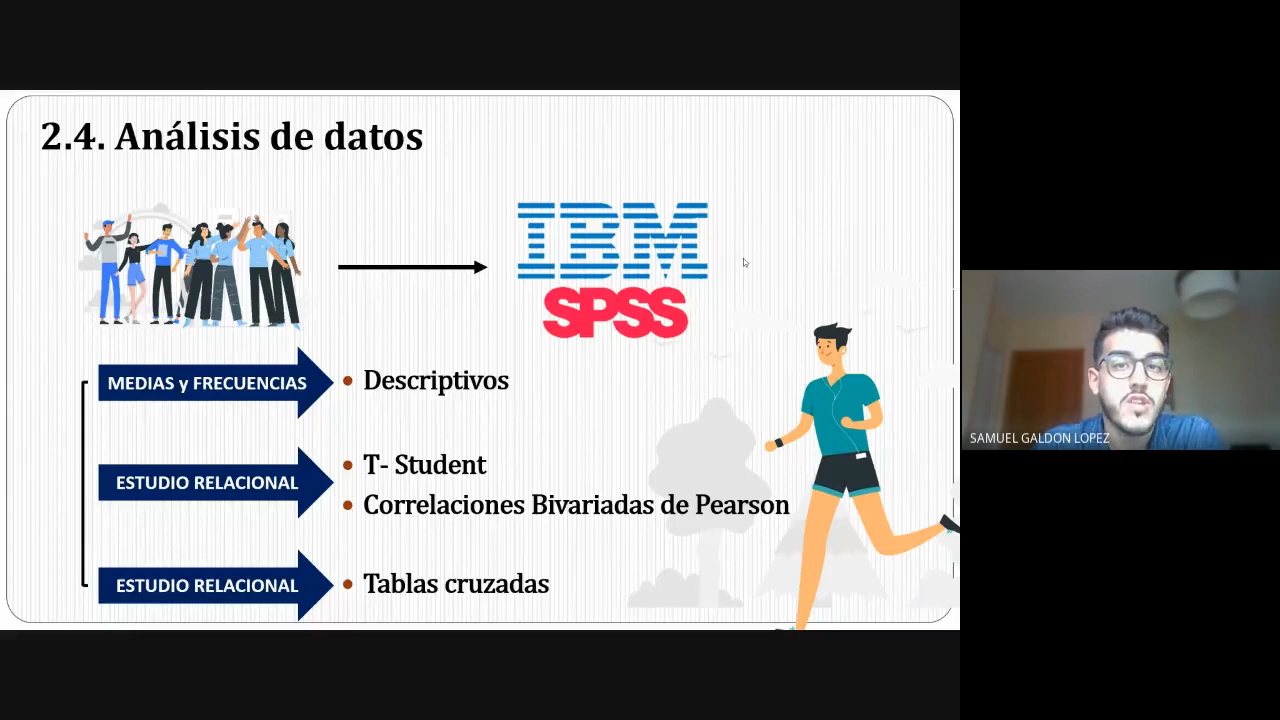 2.4. Análisis de datos
IBM
SPSS
MEDIAS y FRECUENCIAS
• Descriptivos
ESTUDIO RELACIONAL
• T- Student
• Correlaciones Bivariadas de Pearson
ESTUDIO RELACIONAL
• Tablas cruzadas
SAMUEL GALDON LOPEZ